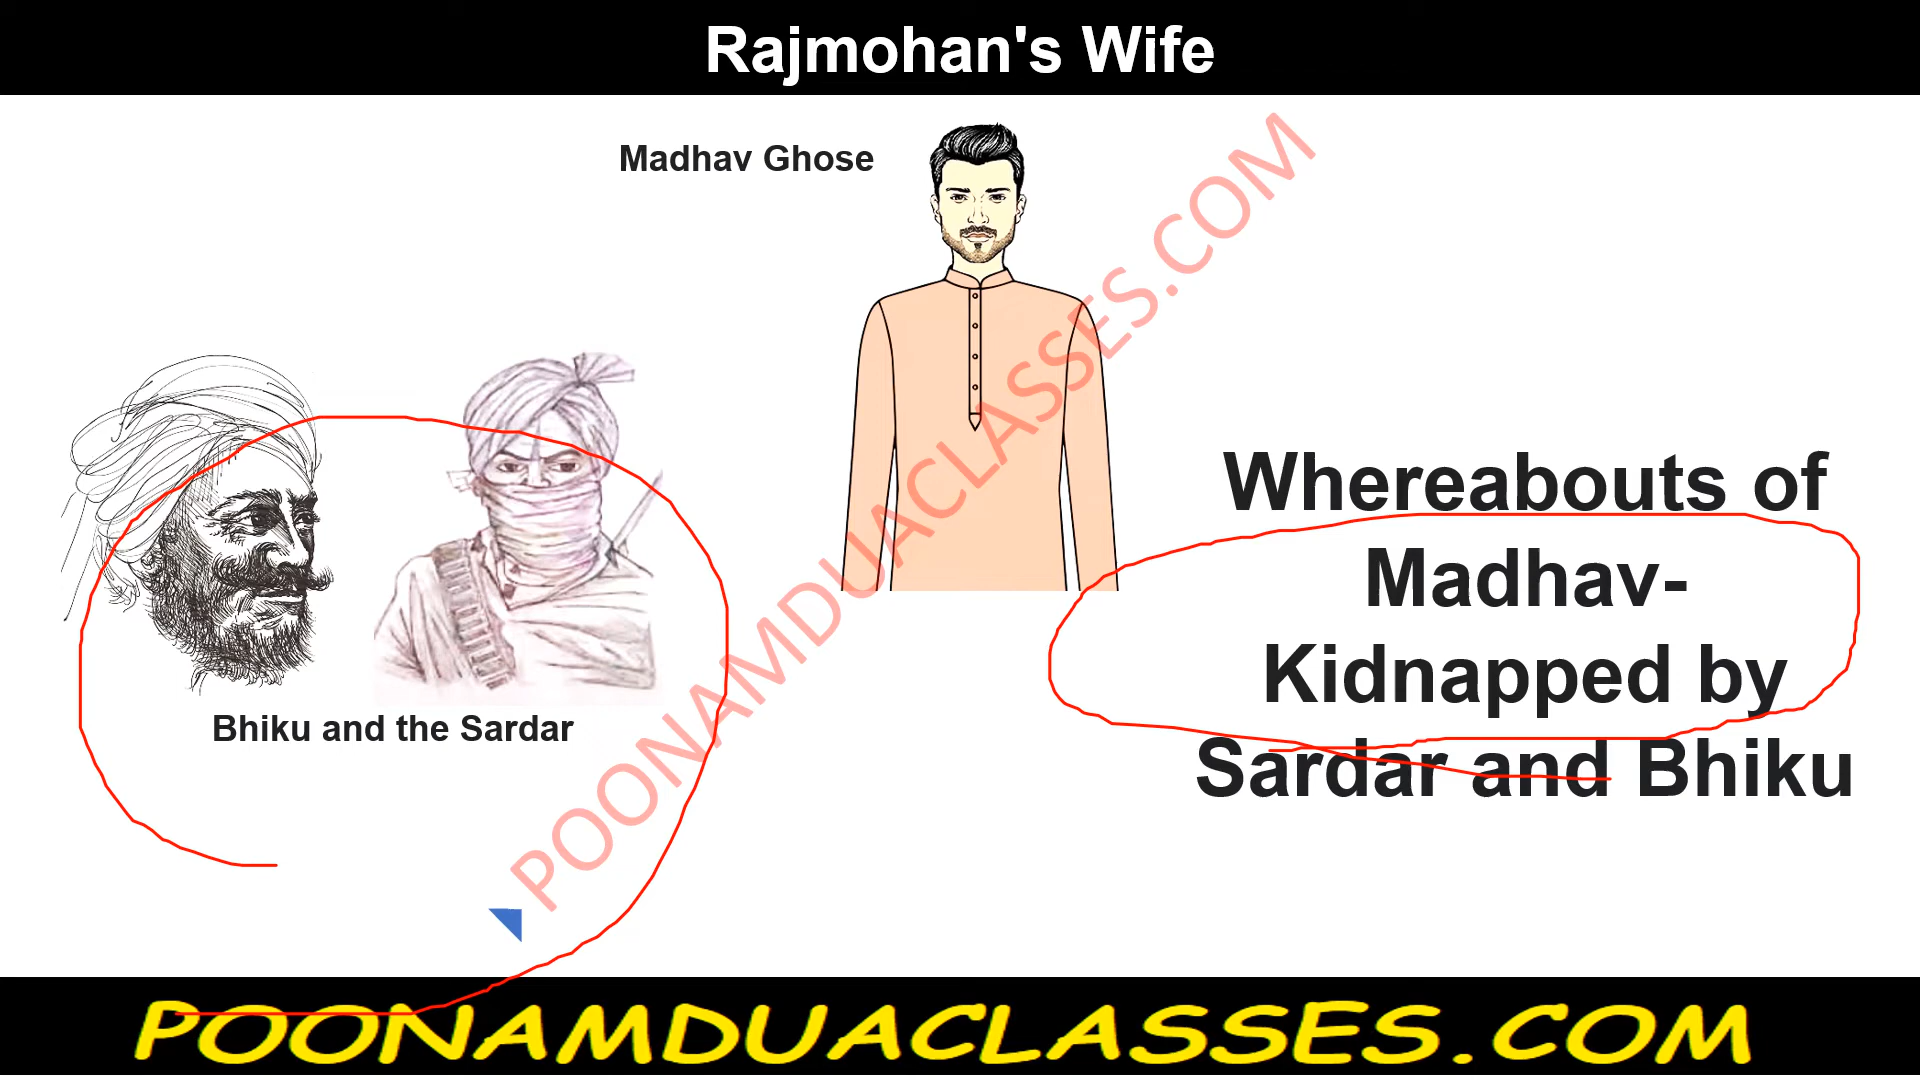 Rajmohan's Wife
Madhav Ghose
Whereabouts of
Madhav-
Kidnapped by
Sardar and Bhiku
Bhiku and the Sardar
POONAMDUACLASSES.COM
POONAMDUACLASSES.COM